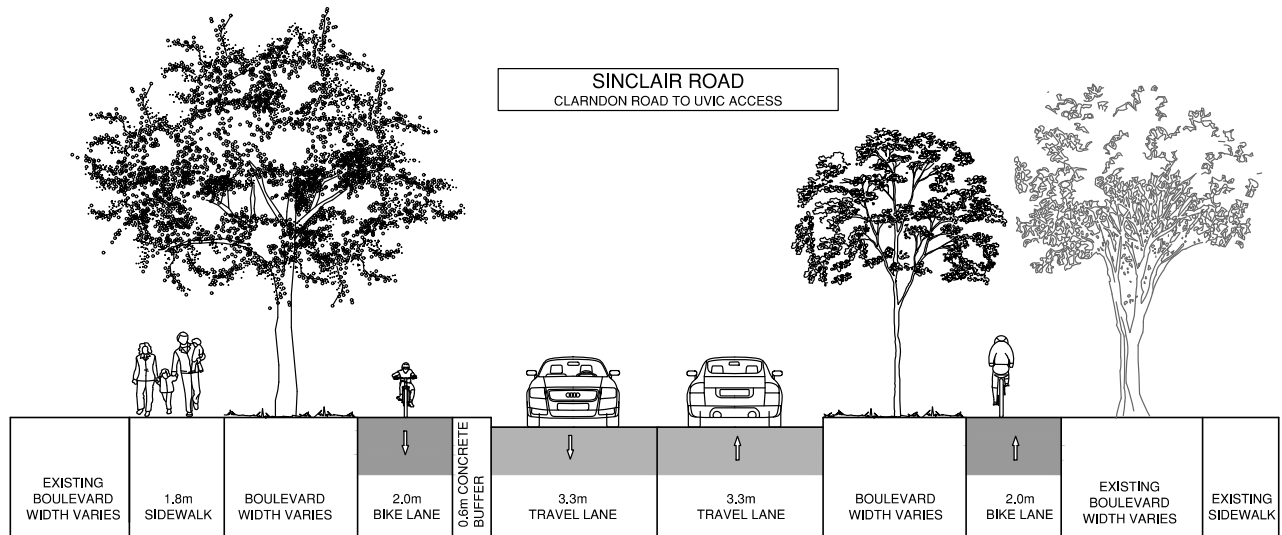 SINCLAIR ROAD
CLARNDON ROAD TO UVIC ACCESS
EXISTING
BOULEVARD
WIDTH VARIES
1.8m
SIDEWALK
BOULEVARD
WIDTH VARIES
2.0m
BIKE LANE
0.6m CONCRETE
BUFFER
3.3m
TRAVEL LANE
3.3m
TRAVEL LANE
BOULEVARD
WIDTH VARIES
2.0m
BIKE LANE
EXISTING
BOULEVARD
WIDTH VARIES
EXISTING
SIDEWALK